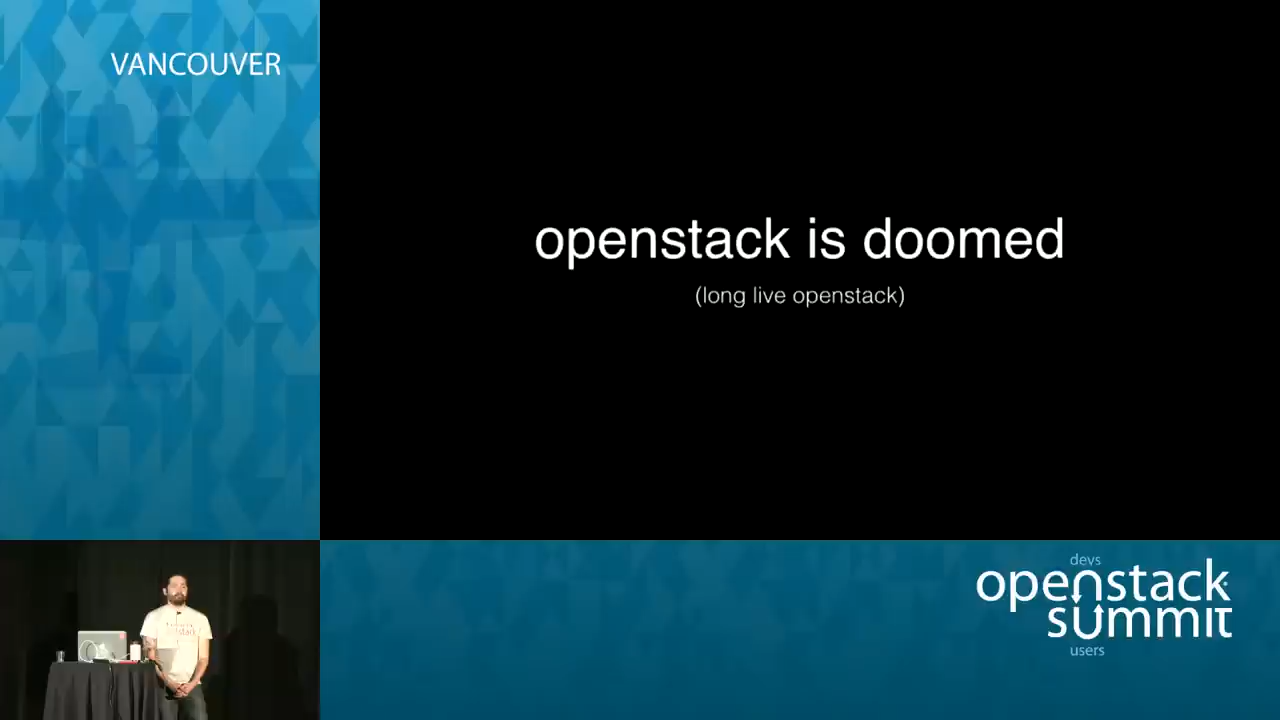 VANCOUVER
openstack is doomed
(long live openstack)
devs
openstack
summit
users